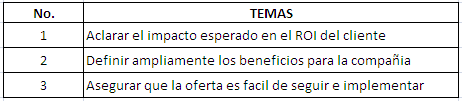 No. TEMAS
1 Aclarar el impacto esperado en el ROI del cliente
2 Definir ampliamente los beneficios para la compañia
3 Asegurar que la oferta es facil de seguir e implementar